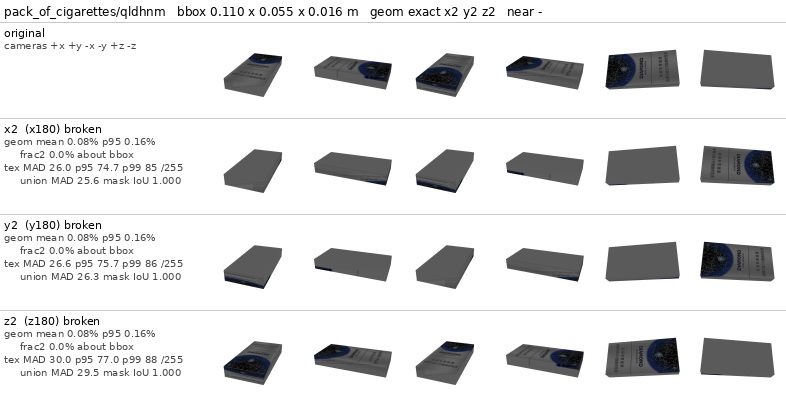 pack_of_cigarettes/qldhnm bbox 0.110 x 0.055 x 0.016 m geom exact x2 y2 z2 near -
original
cameras +x +y -x -y +z -z
x2 (x180) broken
geom mean 0.08% p95 0.16%
frac2 0.0% about bbox
tex MAD 26.0 p95 74.7 p99 85 /255
union MAD 25.6 mask IoU 1.000
y2 (y180) broken
geom mean 0.08% p95 0.16%
frac2 0.0% about bbox
tex MAD 26.6 p95 75.7 p99 86 /255
union MAD 26.3 mask IoU 1.000
z2 (z180) broken
geom mean 0.08% p95 0.16%
frac2 0.0% about bbox
tex MAD 30.0 p95 77.0 p99 88 /255
union MAD 29.5 mask IoU 1.000